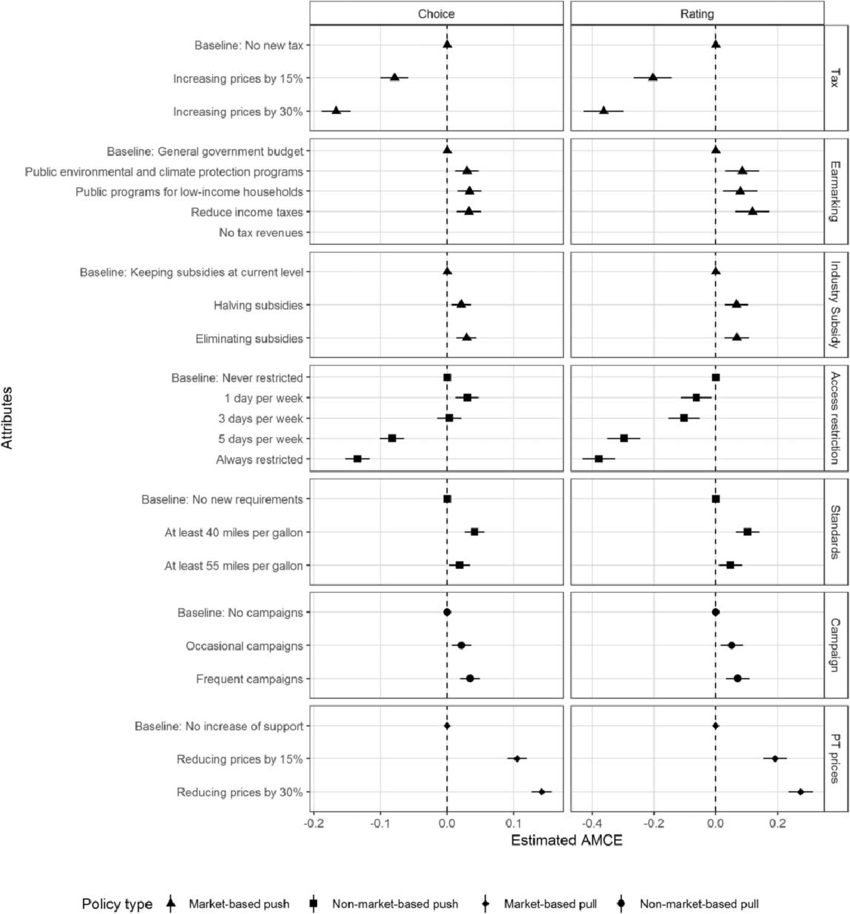 Choice
Rating
Baseline: No new tax
Increasing prices by 15%
Increasing prices by 30%
Tax
Baseline: General government budget
Public environmental and climate protection programs
Public programs for low-income households
Reduce income taxes
No tax revenues
Earmarking
Baseline: Keeping subsidies at current level
Halving subsidies
Eliminating subsidies
Industry Subsidy
Attributes
Baseline: Never restricted
1 day per week
3 days per week
5 days per week
Always restricted
Access restriction
Baseline: No new requirements
At least 40 miles per gallon
At least 55 miles per gallon
Standards
Baseline: No campaigns
Occasional campaigns
Frequent campaigns
Campaign
Baseline: No increase of support
Reducing prices by 15%
Reducing prices by 30%
PT prices
-0.2 -0.1 0.0 0.1 -0.4 -0.2 0.0 0.2
Estimated AMCE
Policy type Market-based push Non-market-based push Market-based pull Non-market-based pull